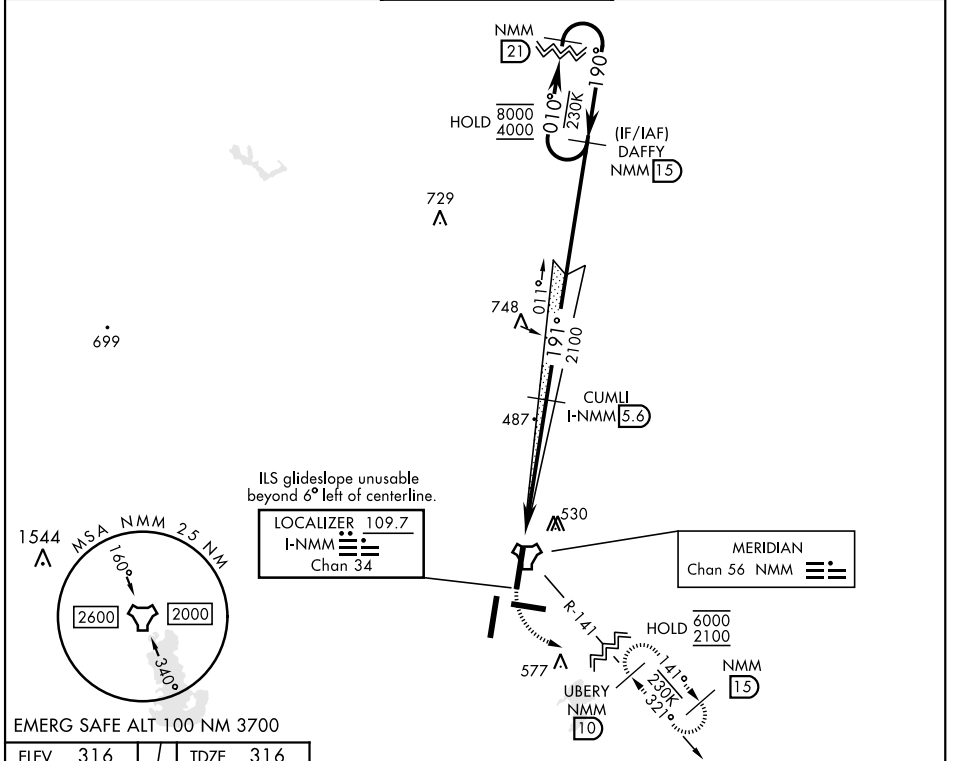 NMM
21
190°
010°
230K
HOLD 8000
4000
(IF/IAF)
DAFFY
NMM 15
729
011°
748
191°
2100
699
CUMLI
I-NMM 5.6
487
ILS glideslope unusable
beyond 6° left of centerline.
LOCALIZER 109.7
I-NMM
Chan 34
530
MERIDIAN
Chan 56 NMM
1544
MSA NMM 25 NM
160°
2600
2000
340°
R-141
HOLD 6000
2100
577
141°
230K
321°
NMM
15
UBERY
NMM
10
EMERG SAFE ALT 100 NM 3700
ELEV 316
TDZE 316